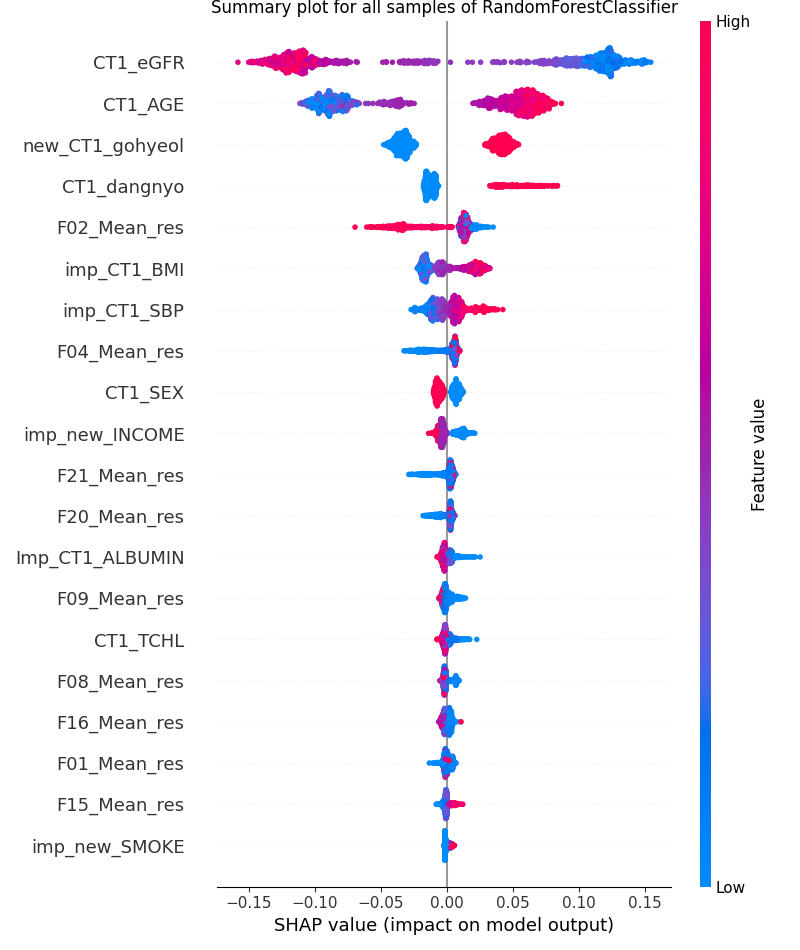 Summary plot for all samples of RandomForestClassifier
High
CT1_eGFR
CT1_AGE
new_CT1_gohyeol
CT1_dangnyo
F02_Mean_res
imp_CT1_BMI
imp_CT1_SBP
F04_Mean_res
CT1_SEX
imp_new_INCOME
F21_Mean_res
F20_Mean_res
Imp_CT1_ALBUMIN
F09_Mean_res
CT1_TCHL
F08_Mean_res
F16_Mean_res
F01_Mean_res
F15_Mean_res
imp_new_SMOKE
Feature value
Low
−0.15 −0.10 −0.05 0.00 0.05 0.10 0.15
SHAP value (impact on model output)